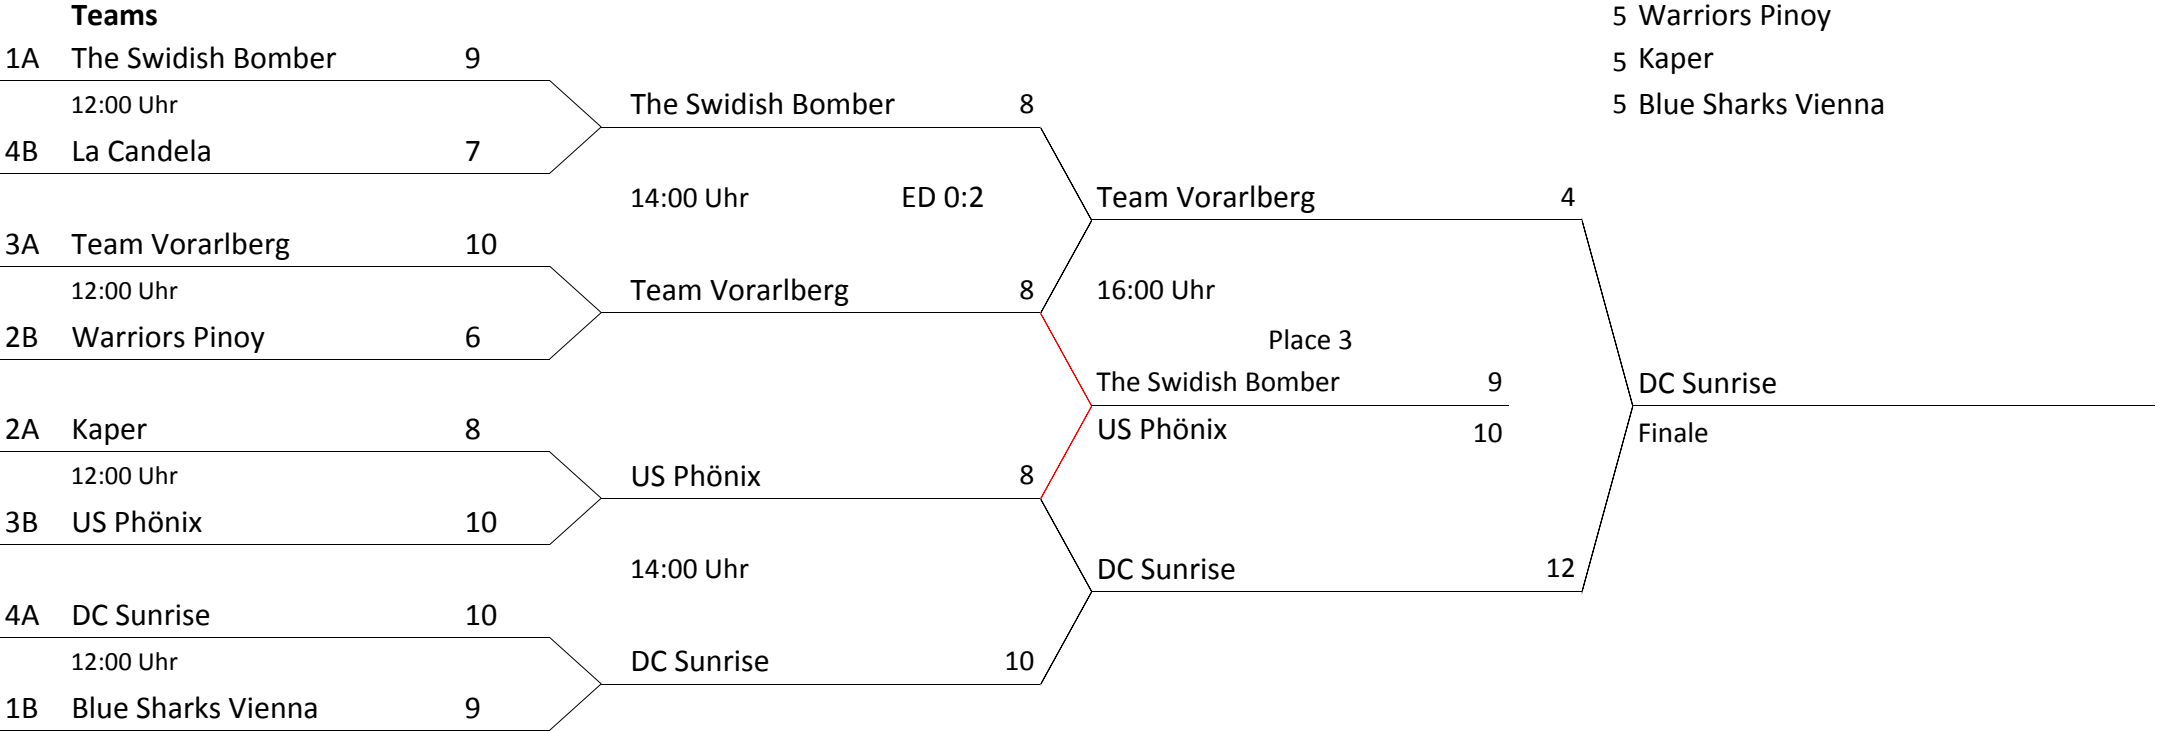 Teams
5 Warriors Pinoy
1A The Swidish Bomber 9
5 Kaper
12:00 Uhr
The Swidish Bomber 8
5 Blue Sharks Vienna
4B La Candela 7
14:00 Uhr ED 0:2
Team Vorarlberg 4
3A Team Vorarlberg 10
12:00 Uhr
Team Vorarlberg 8
16:00 Uhr
2B Warriors Pinoy 6
Place 3
The Swidish Bomber 9
DC Sunrise
2A Kaper 8
US Phönix 10
Finale
12:00 Uhr
US Phönix 8
3B US Phönix 10
14:00 Uhr
DC Sunrise 12
4A DC Sunrise 10
12:00 Uhr
DC Sunrise 10
1B Blue Sharks Vienna 9